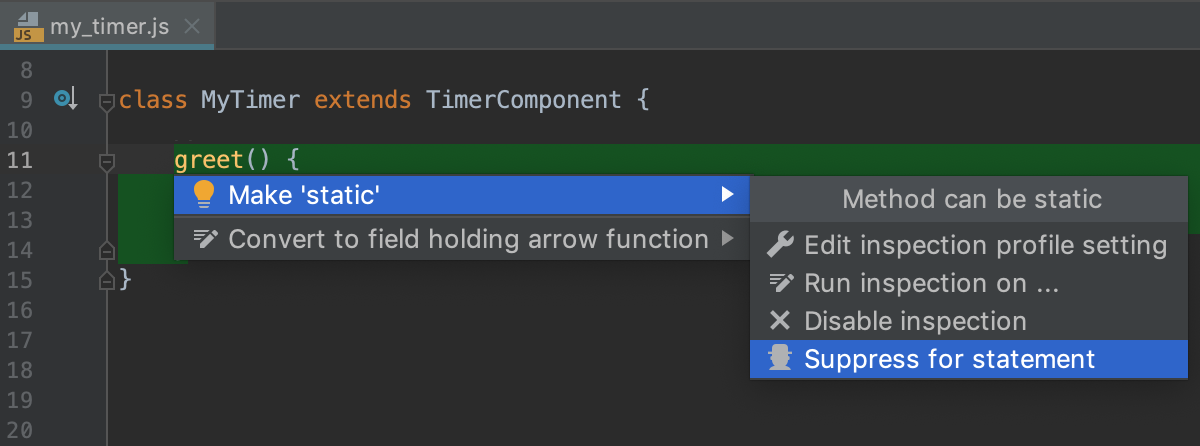 JS my_timer.js
8
9 class MyTimer extends TimerComponent {
10
11 greet() {
12 Make 'static' Method can be static
13
14 Convert to field holding arrow function Edit inspection profile setting
15 } Run inspection on ...
16 Disable inspection
17 Suppress for statement
18
19
20